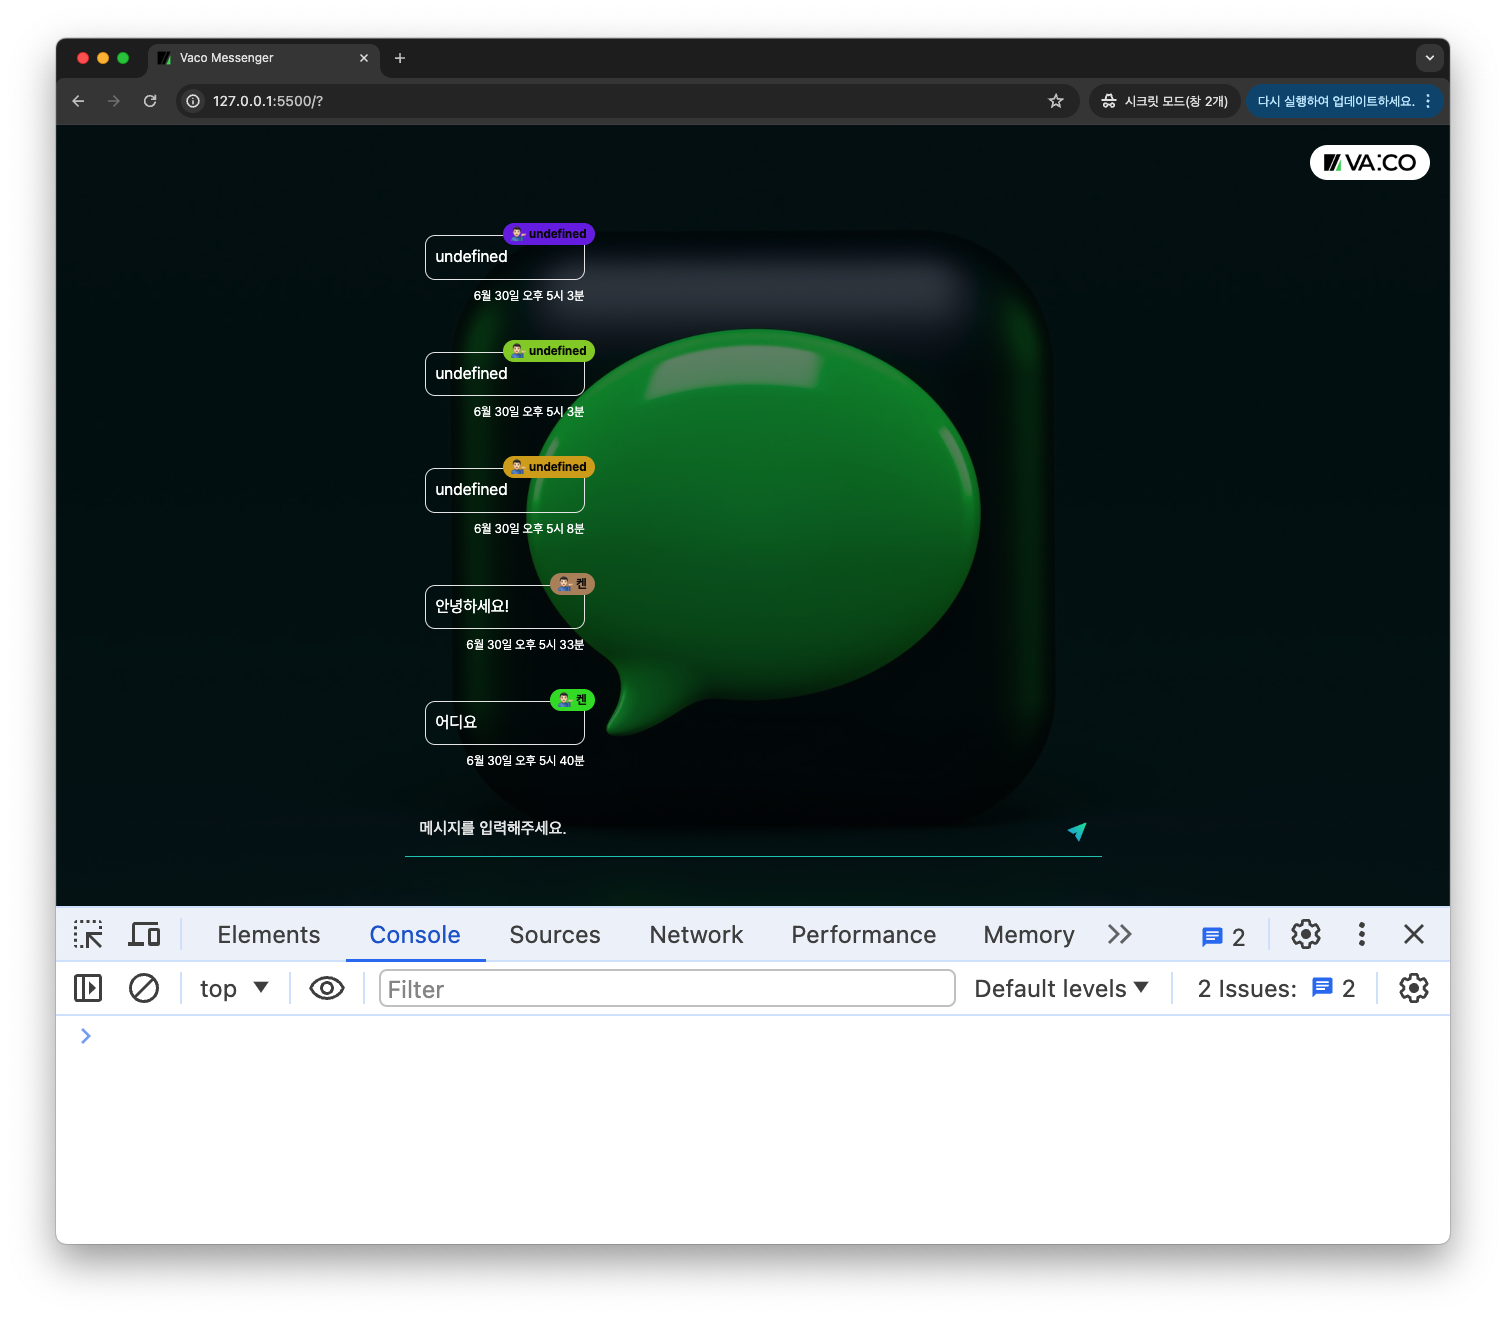 Vaco Messenger
127.0.0.1:5500/?
시크릿 모드(창 2개)
다시 실행하여 업데이트하세요.
VA:CO
undefined
undefined
6월 30일 오후 5시 3분
undefined
undefined
6월 30일 오후 5시 3분
undefined
undefined
6월 30일 오후 5시 8분
켄
안녕하세요!
6월 30일 오후 5시 33분
켄
어디요
6월 30일 오후 5시 40분
메시지를 입력해주세요.
Elements Console Sources Network Performance Memory 2
top Filter Default levels 2 Issues: 2